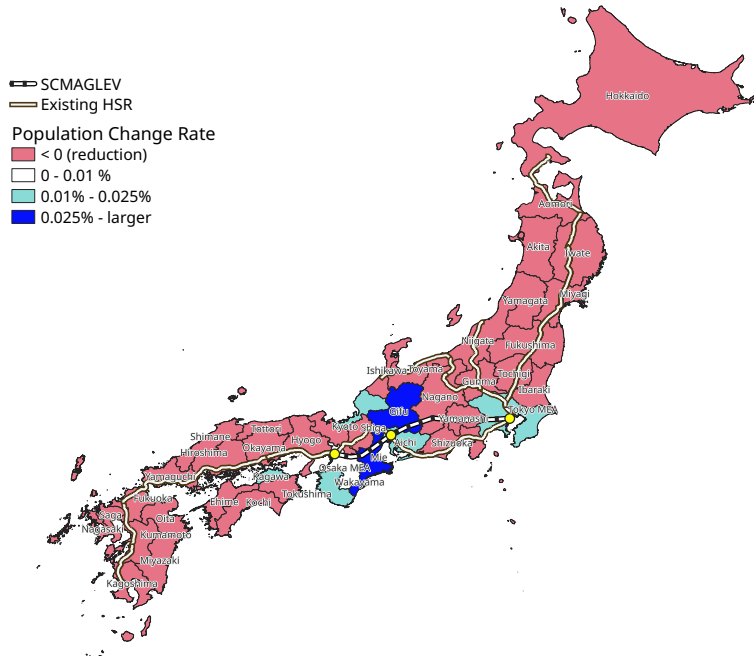 SCMAGLEV
Existing HSR
Population Change Rate
< 0 (reduction)
0 - 0.01 %
0.01% - 0.025%
0.025% - larger
Hokkaido
Aomori
Akita
Iwate
Yamagata
Miyagi
Niigata
Fukushima
Ishikawa
Toyama
Tochigi
Gunma
Ibaraki
Nagano
Gifu
Tokyo MEA
Yamanashi
Kyoto
Shiga
Tottori
Shimane
Hyogo
Aichi
Shizuoka
Okayama
Hiroshima
Mie
Osaka MEA
Yamaguchi
Kagawa
Wakayama
Tokushima
Fukuoka
Ehime
Kochi
Saga
Oita
Nagasaki
Kumamoto
Miyazaki
Kagoshima